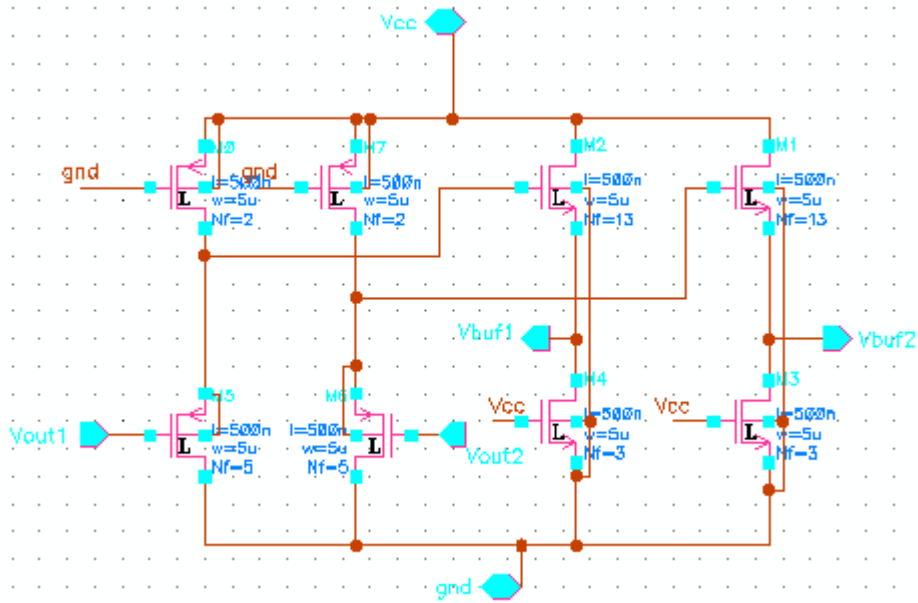 Vcc
M0
M7
M2
M1
gnd
gnd
l=500n
w=5u
Nf=2
l=500n
w=5u
Nf=2
l=500n
w=5u
Nf=13
l=500n
w=5u
Nf=13
L
L
L
L
Vbuf1
Vbuf2
M5
M6
M4
M3
Vcc
Vcc
Vout1
l=500n
w=5u
Nf=5
l=500n
w=5u
Nf=5
Vout2
l=500n
w=5u
Nf=3
l=500n
w=5u
Nf=3
L
L
L
L
gnd